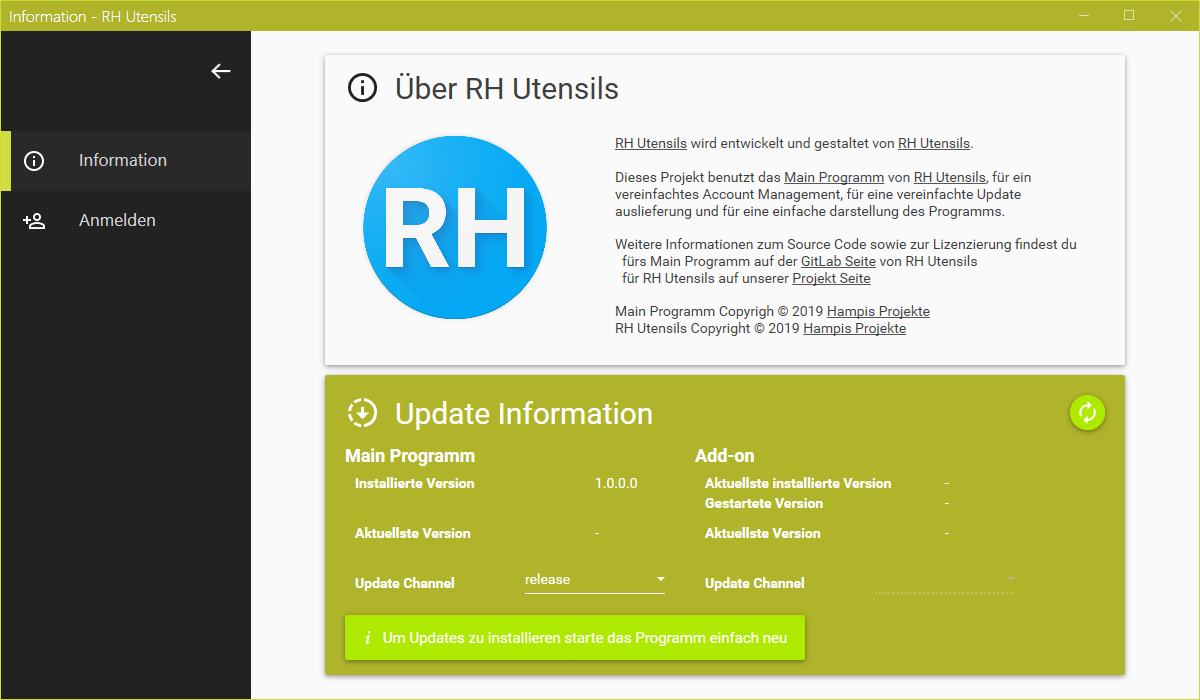 Information - RH Utensils
Information
Anmelden
Über RH Utensils
RH
RH Utensils wird entwickelt und gestaltet von RH Utensils.
Dieses Projekt benutzt das Main Programm von RH Utensils, für ein
vereinfachtes Account Management, für eine vereinfachte Update
auslieferung und für eine einfache darstellung des Programms.
Weitere Informationen zum Source Code sowie zur Lizenzierung findest du
fürs Main Programm auf der GitLab Seite von RH Utensils
für RH Utensils auf unserer Projekt Seite
Main Programm Copyrigh © 2019 Hampis Projekte
RH Utensils Copyright © 2019 Hampis Projekte
Update Information
Main Programm
Installierte Version 1.0.0.0
Aktuellste Version -
Update Channel release
Add-on
Aktuellste installierte Version -
Gestartete Version -
Aktuellste Version -
Update Channel
i Um Updates zu installieren starte das Programm einfach neu